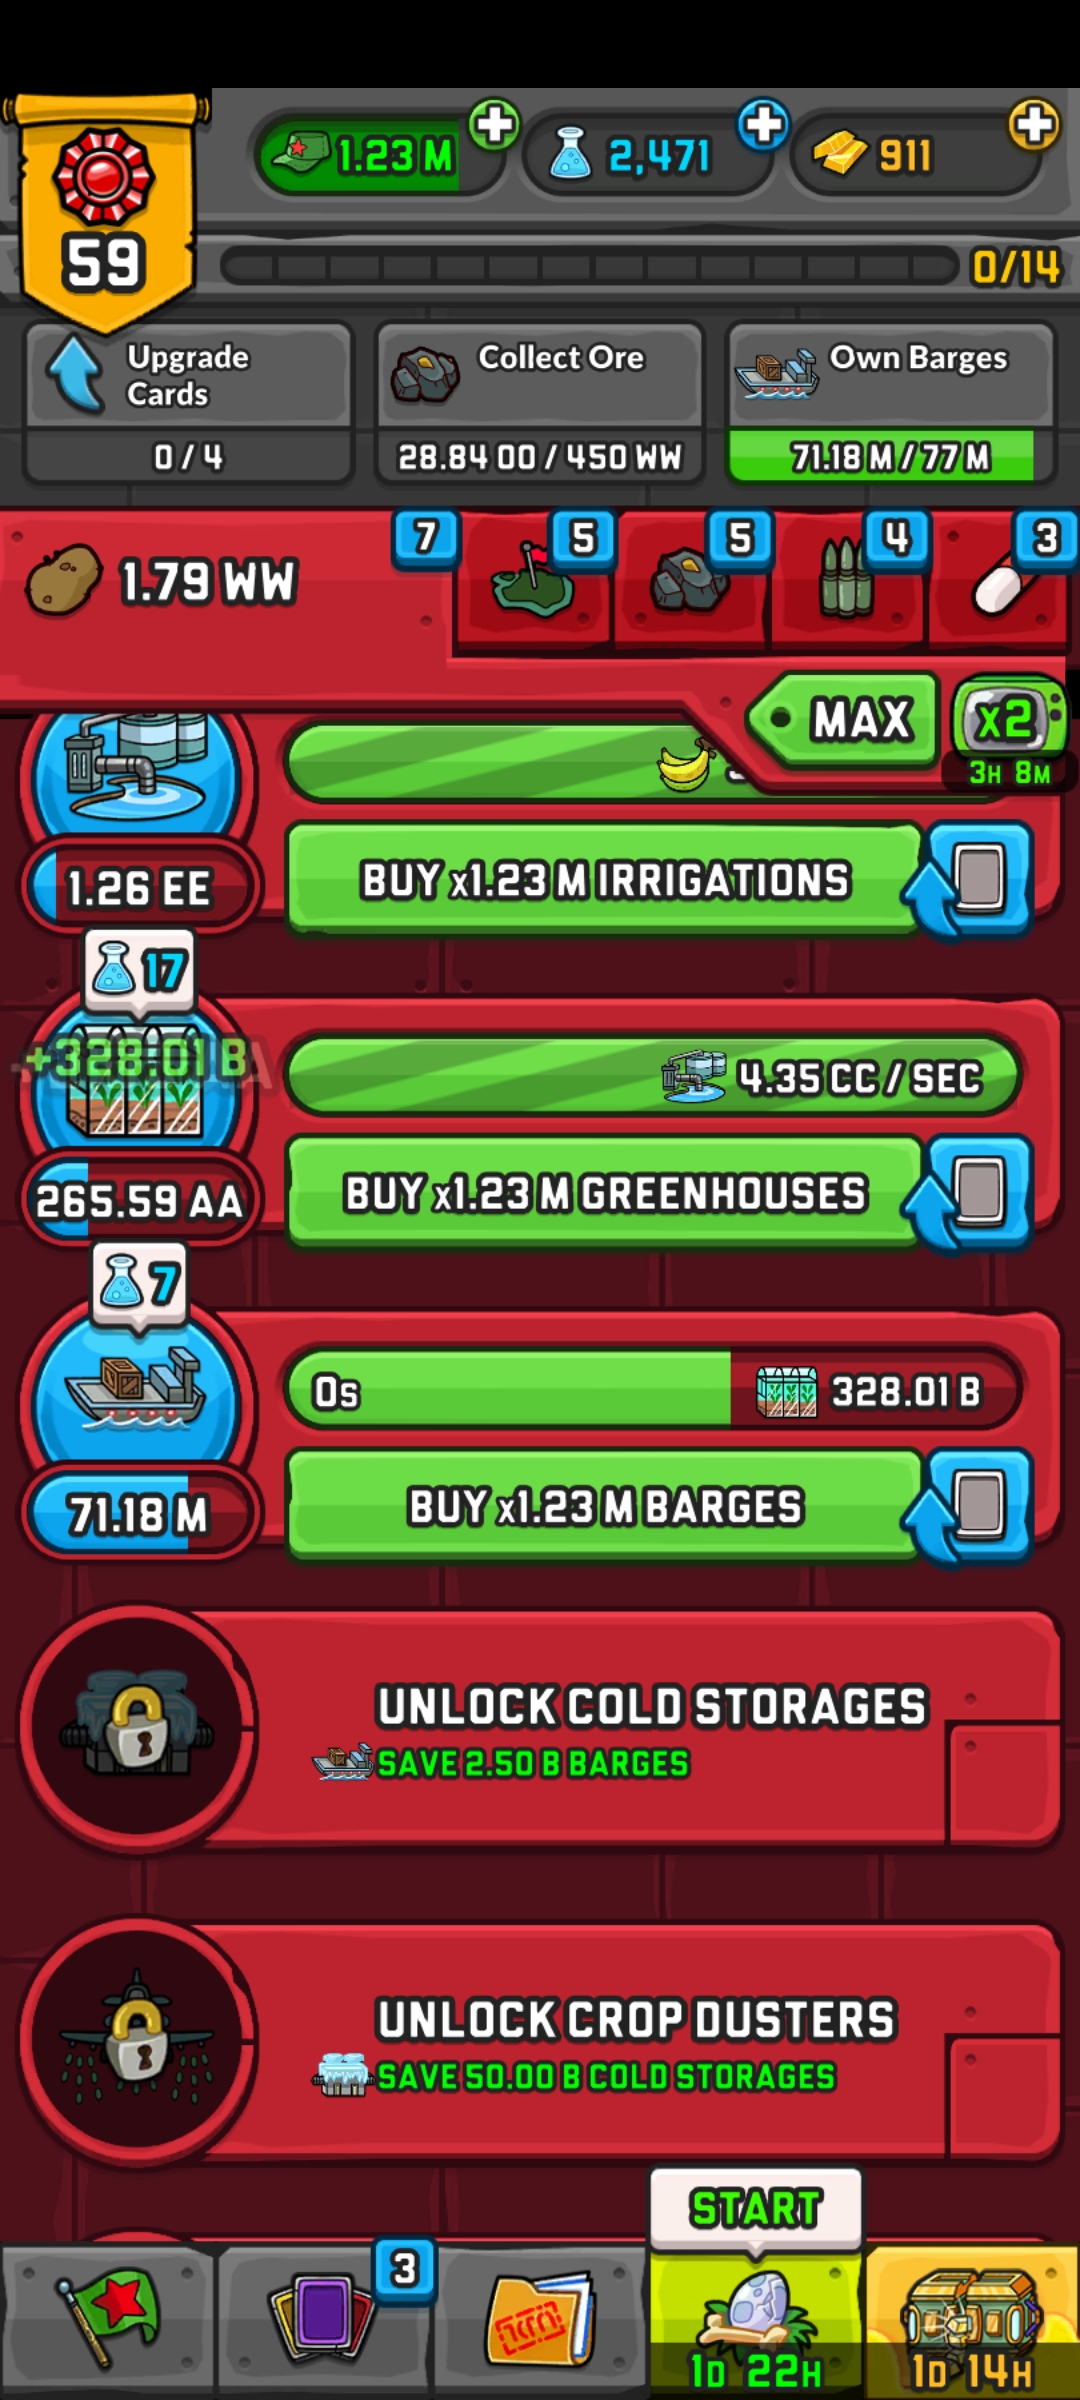 1.23 M
2,471
911
59
0/14
Upgrade
Cards
0 / 4
Collect Ore
28.84 OO / 450 WW
Own Barges
71.18 M / 77 M
1.79 WW
7
5
5
4
3
MAX
x2
3H 8M
1.26 EE
BUY x1.23 M IRRIGATIONS
17
+328.01 B
4.35 CC / SEC
265.59 AA
BUY x1.23 M GREENHOUSES
7
0s
328.01 B
71.18 M
BUY x1.23 M BARGES
UNLOCK COLD STORAGES
SAVE 2.50 B BARGES
UNLOCK CROP DUSTERS
SAVE 50.00 B COLD STORAGES
START
3
1D 22H
1D 14H